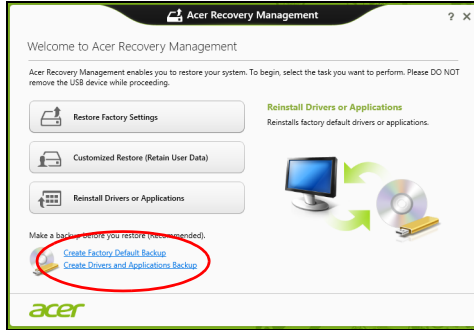 Acer Recovery Management
? X
Welcome to Acer Recovery Management
Acer Recovery Management enables you to restore your system. To begin, select the task you want to perform. Please DO NOT
remove the USB device while proceeding.
Restore Factory Settings
Customized Restore (Retain User Data)
Reinstall Drivers or Applications
Reinstall Drivers or Applications
Reinstalls factory default drivers or applications.
Make a backup before you restore (Recommended).
Create Factory Default Backup
Create Drivers and Applications Backup
acer